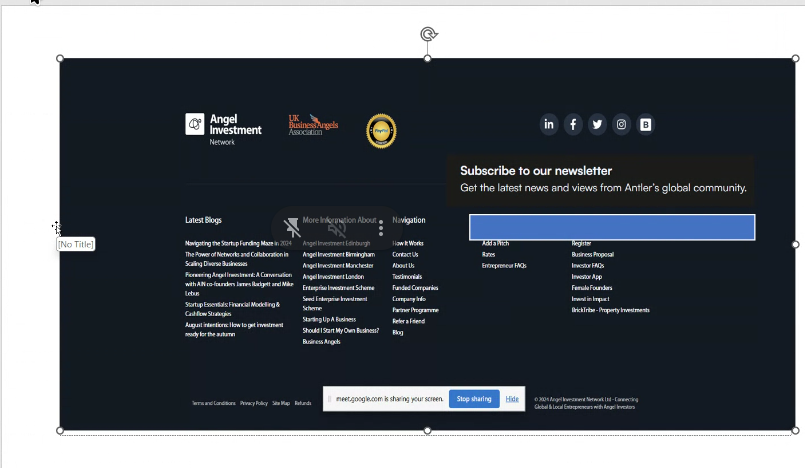 Angel
Investment
Network
UK
BusinessAngels
Association
PayPal
in
f
B
Subscribe to our newsletter
Get the latest news and views from Antler's global community.
[No Title]
Latest Blogs
Navigating the Startup Funding Maze in 2024
The Power of Networks and Collaboration in
Scaling Diverse Businesses
Pioneering Angel Investment: A Conversation
with AIN co-founders James Badgett and Mike
Lebus
Startup Essentials: Financial Modelling &
Cashflow Strategies
August intentions: How to get investment
ready for the autumn
More Information About
Angel Investment Edinburgh
Angel Investment Birmingham
Angel Investment Manchester
Angel Investment London
Enterprise Investment Scheme
Seed Enterprise Investment
Scheme
Starting Up A Business
Should I Start My Own Business?
Business Angels
Navigation
How It Works
Contact Us
About Us
Testimonials
Funded Companies
Company Info
Partner Programme
Refer a Friend
Blog
Add a Pitch
Rates
Entrepreneur FAQs
Register
Business Proposal
Investor FAQs
Investor App
Female Founders
Invest in Impact
BrickTribe - Property Investments
Terms and Conditions Privacy Policy Site Map Refunds
meet.google.com is sharing your screen. Stop sharing Hide
© 2024 Angel Investment Network Ltd - Connecting
Global & Local Entrepreneurs with Angel Investors